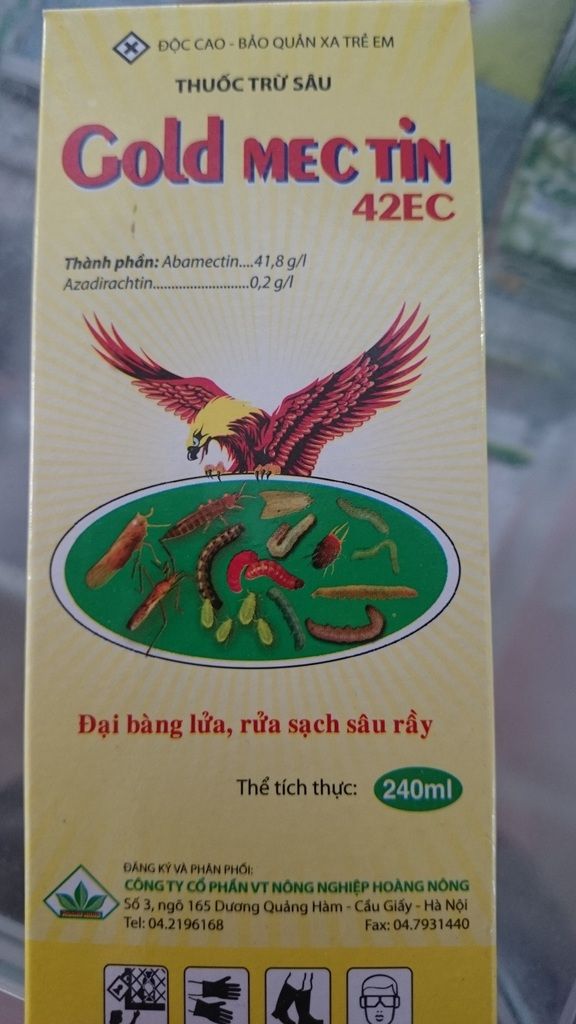 ĐỘC CAO - BẢO QUẢN XA TRẺ EM
THUỐC TRỪ SÂU
Gold MECTIN
42EC
Thành phần: Abamectin....41,8 g/l
Azadirachtin..........................0,2 g/l
Đại bàng lửa, rửa sạch sâu rầy
Thể tích thực: 240ml
ĐĂNG KÝ VÀ PHÂN PHỐI:
CÔNG TY CỔ PHẦN VT NÔNG NGHIỆP HOÀNG NÔNG
Số 3, ngõ 165 Dương Quảng Hàm - Cầu Giấy - Hà Nội
Tel: 04.2196168 Fax: 04.7931440